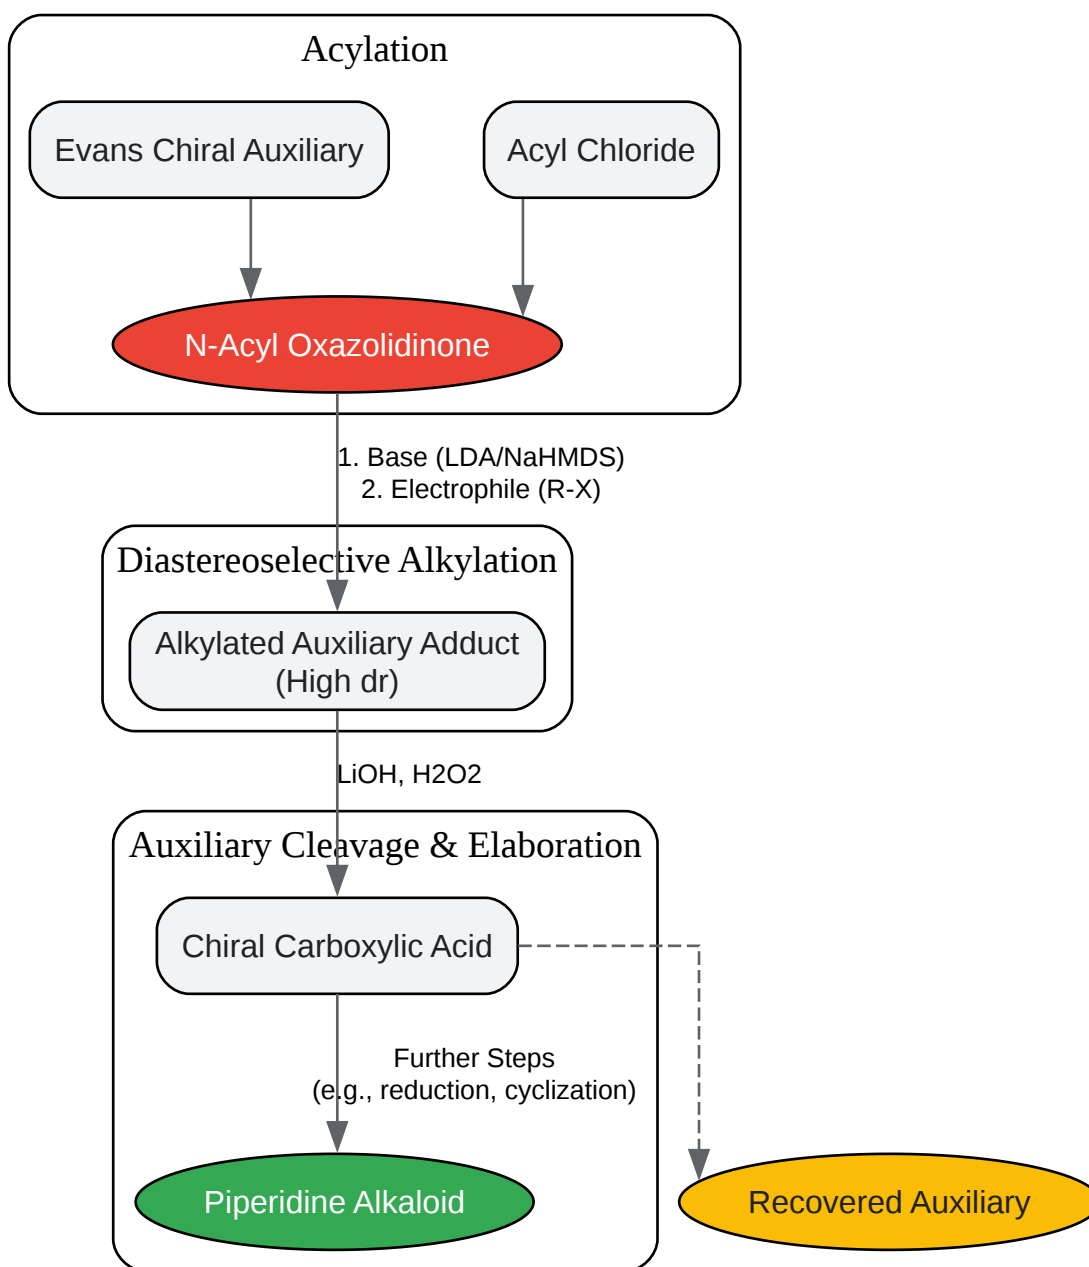 Acylation
Evans Chiral Auxiliary
Acyl Chloride
N-Acyl Oxazolidinone
1. Base (LDA/NaHMDS)
2. Electrophile (R-X)
Diastereoselective Alkylation
Alkylated Auxiliary Adduct
(High dr)
LiOH, H2O2
Auxiliary Cleavage & Elaboration
Chiral Carboxylic Acid
Further Steps
(e.g., reduction, cyclization)
Piperidine Alkaloid
Recovered Auxiliary